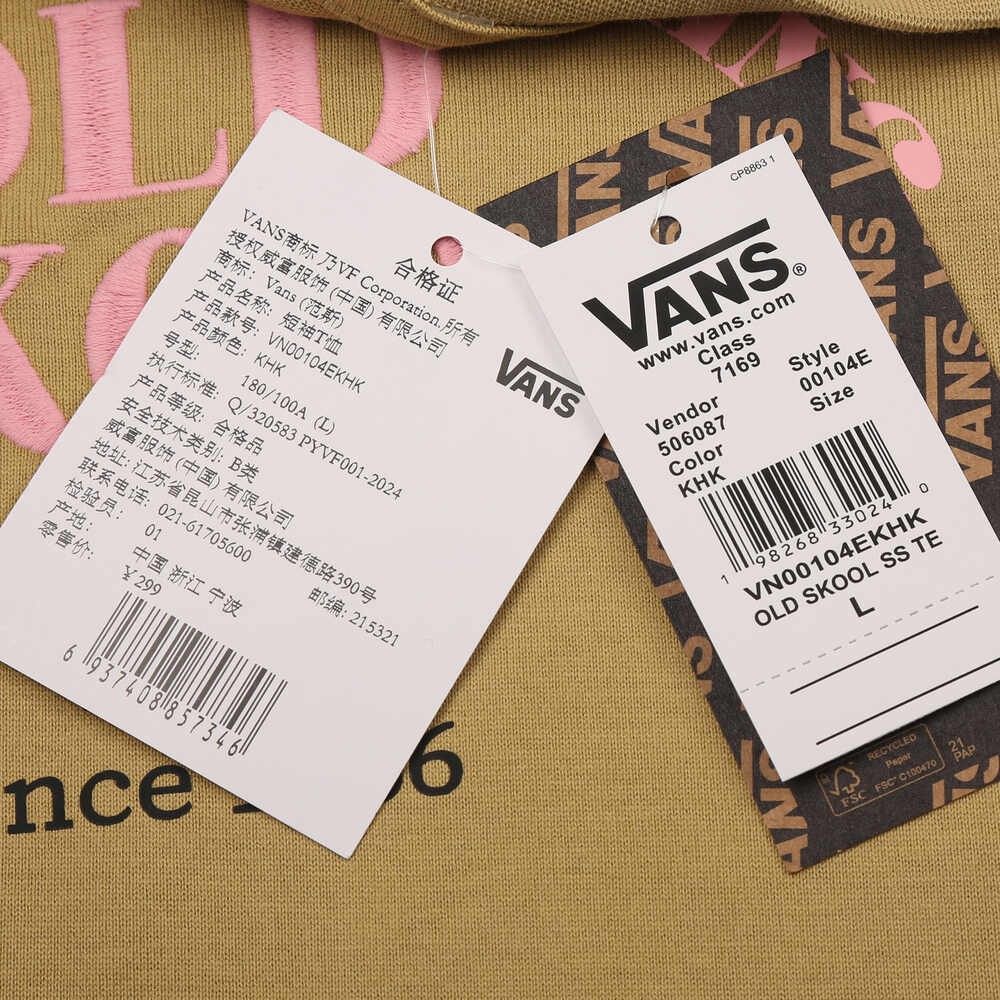 OLD
KO
合格证
VANS商标 乃VF Corporation, 所有
授权威富服饰 (中国) 有限公司
商标: Vans (范斯)
产品名称: 短袖T恤
产品款号: VN00104EKHK
产品颜色: KHK
号型: 180/100A (L)
执行标准: Q/320583 PYVF001-2024
产品等级: 合格品
安全技术类别: B类
威富服饰 (中国) 有限公司
地址: 江苏省昆山市张浦镇建德路390号
联系电话: 021-61705600 邮编: 215321
检验员: 01
产地: 中国 浙江 宁波
零售价: ¥299
6 937408 857346
VANS
CP8863 1
VANS®
www.vans.com
Class
7169
Style
00104E
Vendor
506087
Size
Color
KHK
1 98268 33024 0
VN00104EKHK
OLD SKOOL SS TE
L
VANS
VANS
VANS
FSC
RECYCLED
Paper
FSC® C100470
21
PAP
nce 1 66